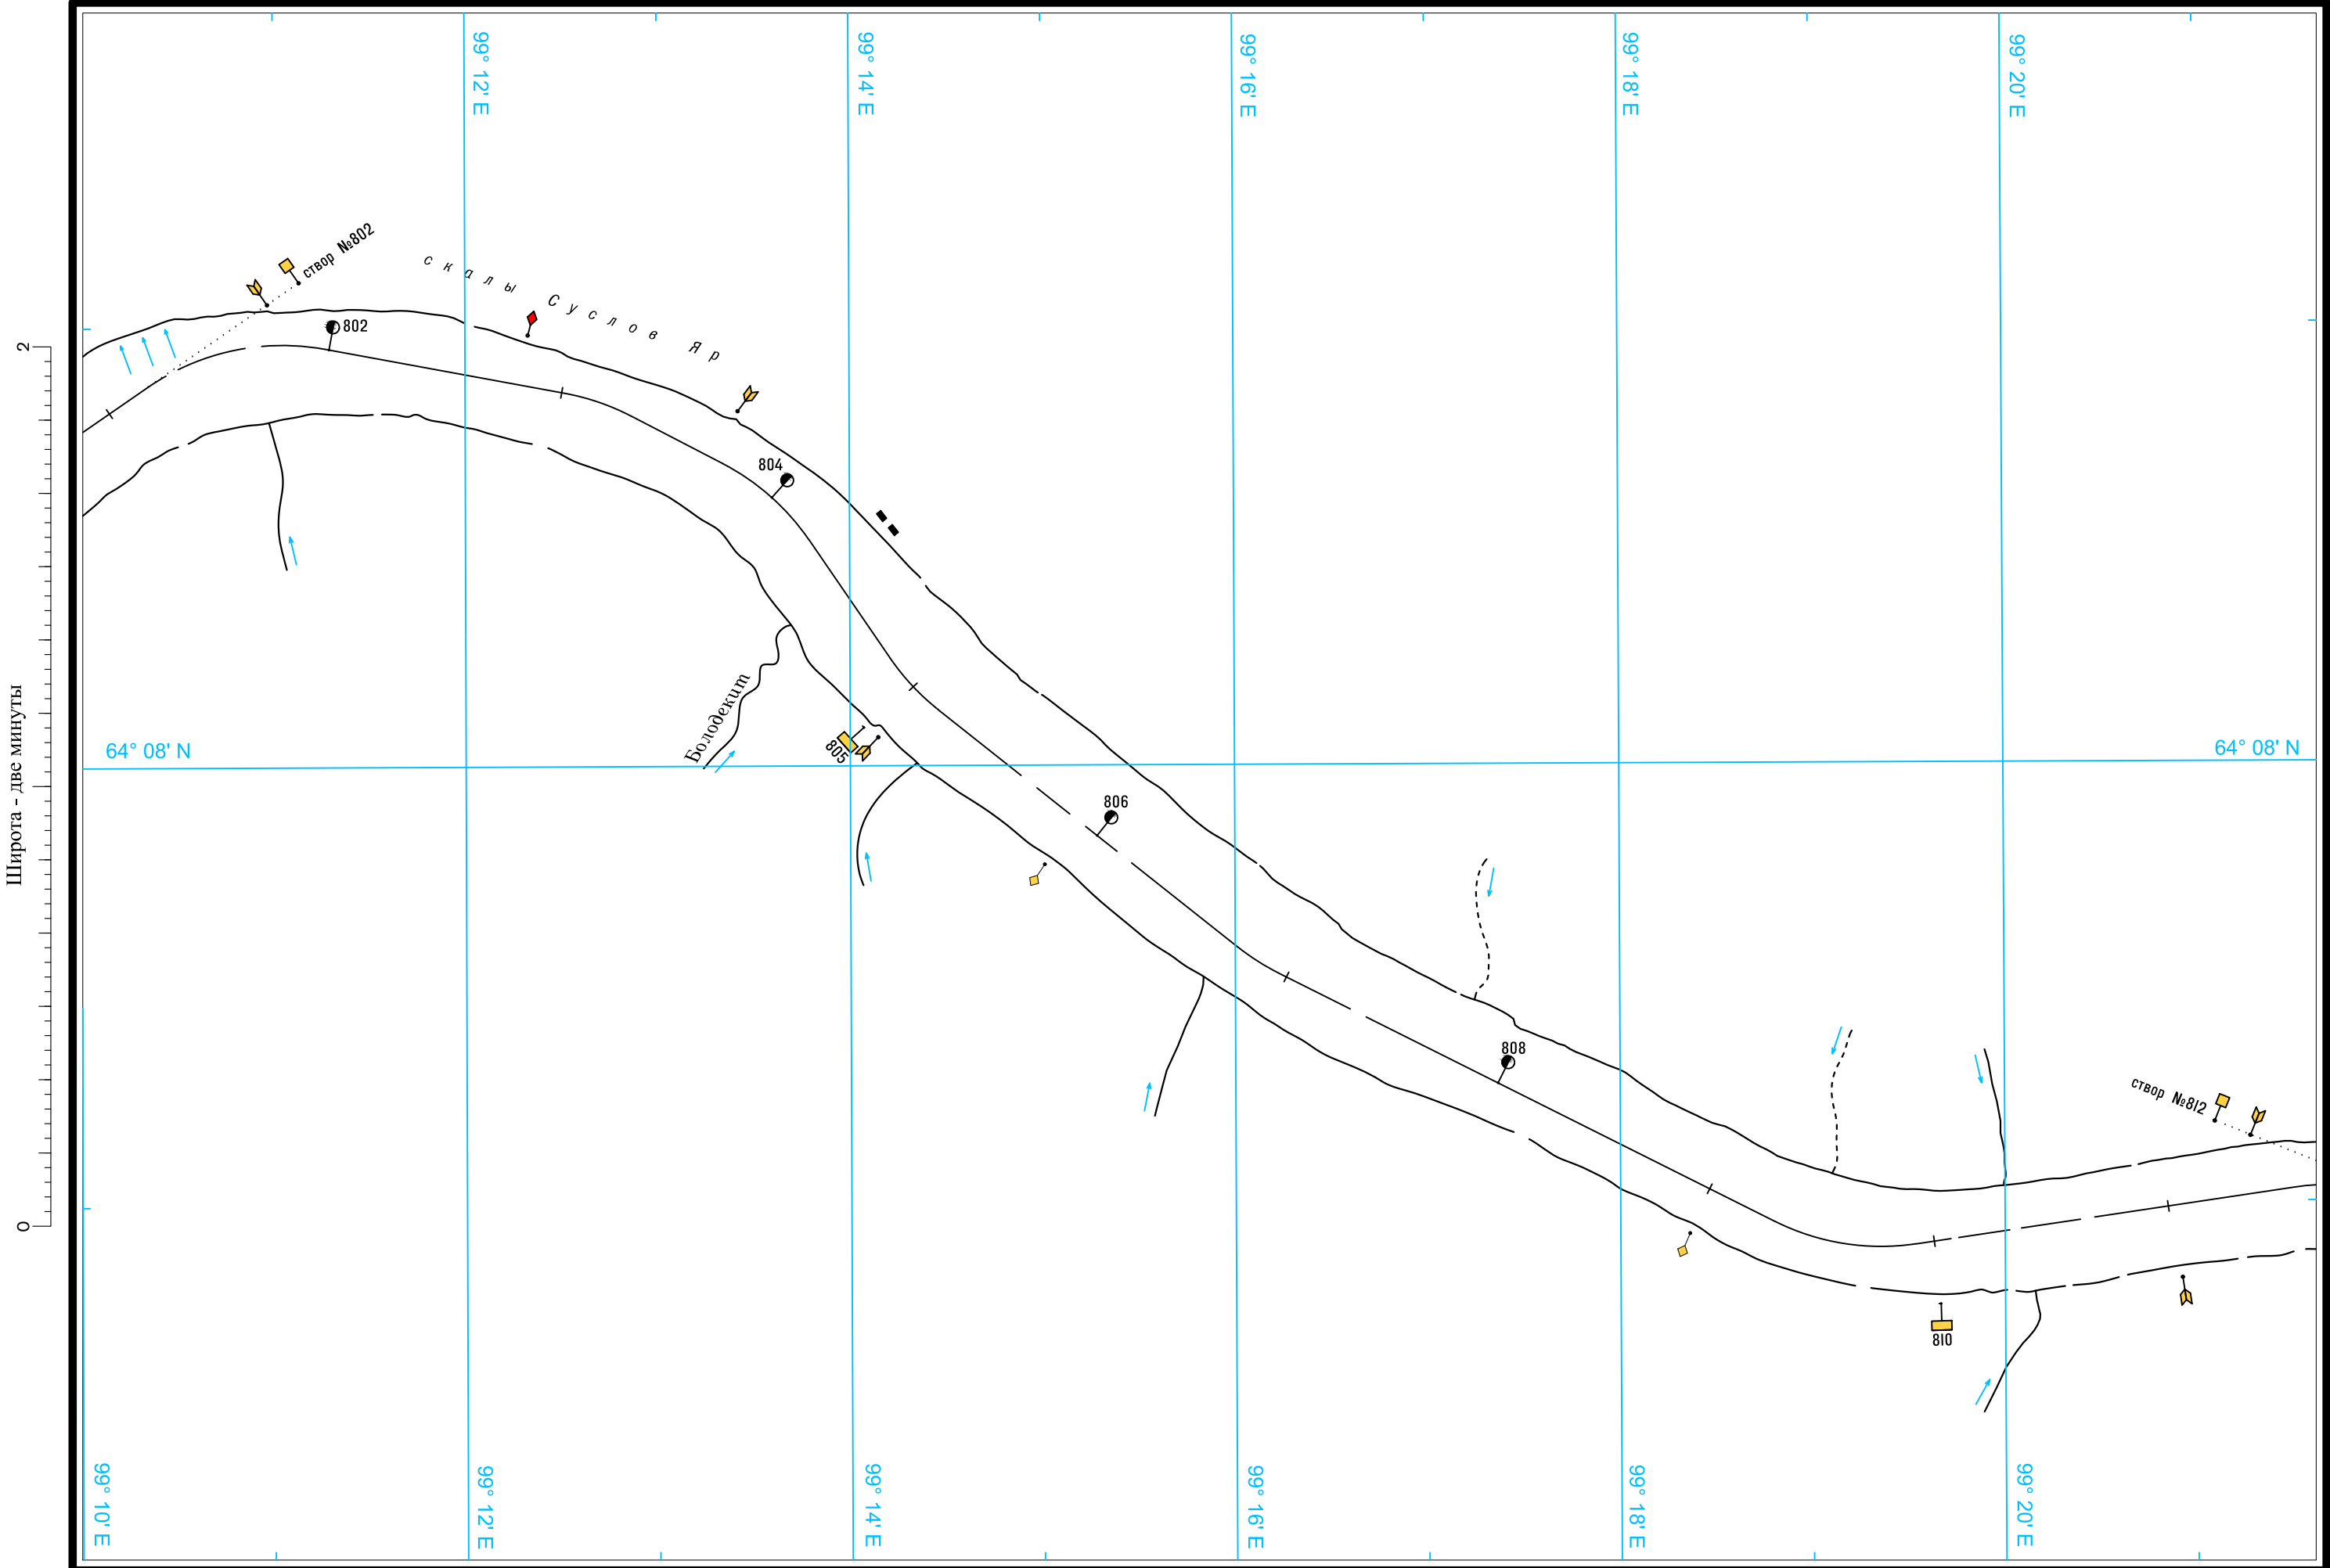 99° 12' E
99° 14' E
99° 16' E
99° 18' E
99° 20' E
створ №802
скалы Суслов Яр
802
2
804
Болодекит
805
64° 08' N
64° 08' N
Широта - две минуты
806
808
створ №812
0
810
99° 10' E
99° 12' E
99° 14' E
99° 16' E
99° 18' E
99° 20' E